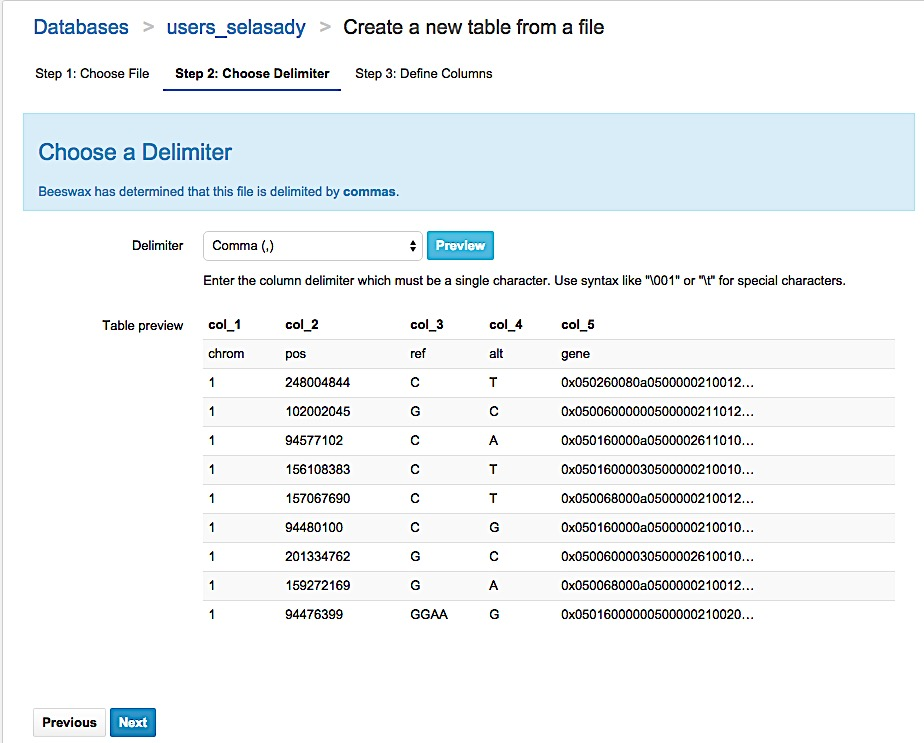 Databases > users_selasady > Create a new table from a file
Step 1: Choose File Step 2: Choose Delimiter Step 3: Define Columns
Choose a Delimiter
Beeswax has determined that this file is delimited by commas.
Delimiter Comma (,) Preview
Enter the column delimiter which must be a single character. Use syntax like "\001" or "\t" for special characters.
Table preview col_1 col_2 col_3 col_4 col_5
chrom pos ref alt gene
1 248004844 C T 0x050260080a0500000210012...
1 102002045 G C 0x0500600000500000211012...
1 94577102 C A 0x050160000a0500002611010...
1 156108383 C T 0x0501600030500000210010...
1 157067690 C T 0x050068000a0500000210012...
1 94480100 C G 0x050160000a0500000210010...
1 201334762 G C 0x0500600030500002610010...
1 159272169 G A 0x050068000a0500000210012...
1 94476399 GGAA G 0x0501600000500000210020...
Previous Next